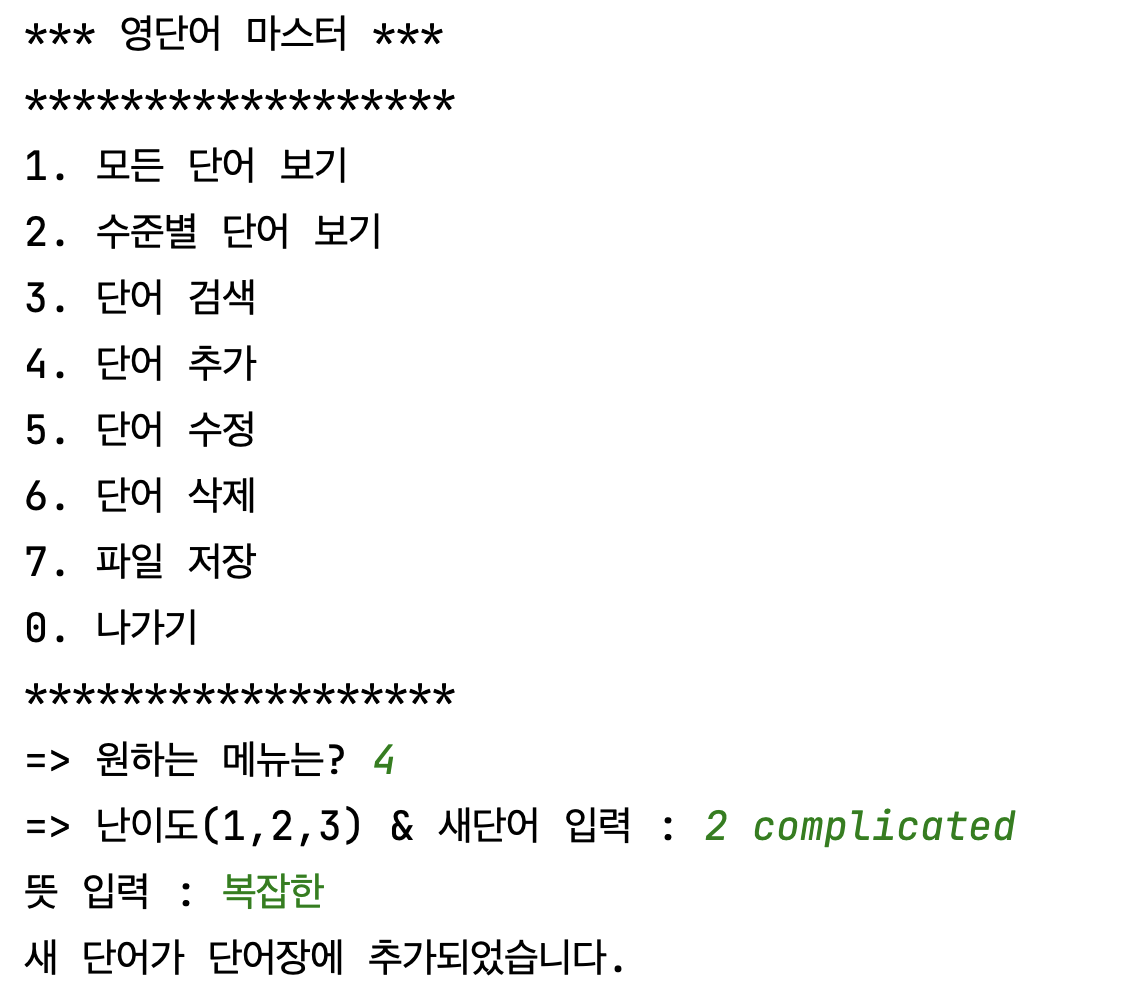 *** 영단어 마스터 ***
******************
1. 모든 단어 보기
2. 수준별 단어 보기
3. 단어 검색
4. 단어 추가
5. 단어 수정
6. 단어 삭제
7. 파일 저장
0. 나가기
******************
=> 원하는 메뉴는? 4
=> 난이도(1,2,3) & 새단어 입력 : 2 complicated
뜻 입력 : 복잡한
새 단어가 단어장에 추가되었습니다.